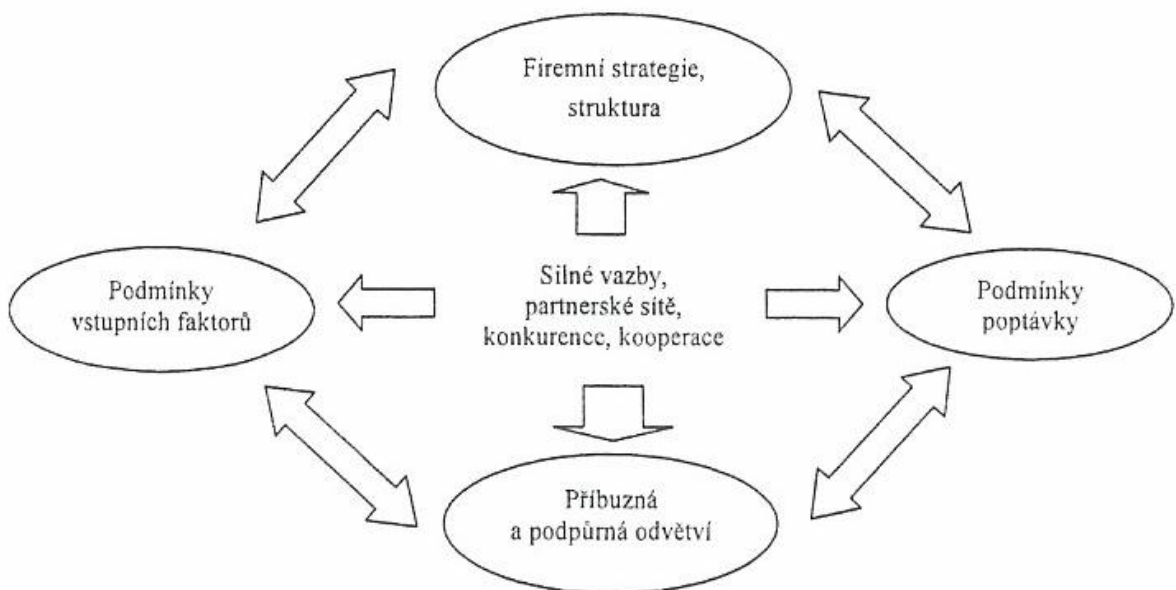 Firemní strategie,
struktura
Silné vazby,
partnerské sítě,
konkurence, kooperace
Podmínky
vstupních faktorů
Podmínky
poptávky
Příbuzná
a podpůrná odvětví